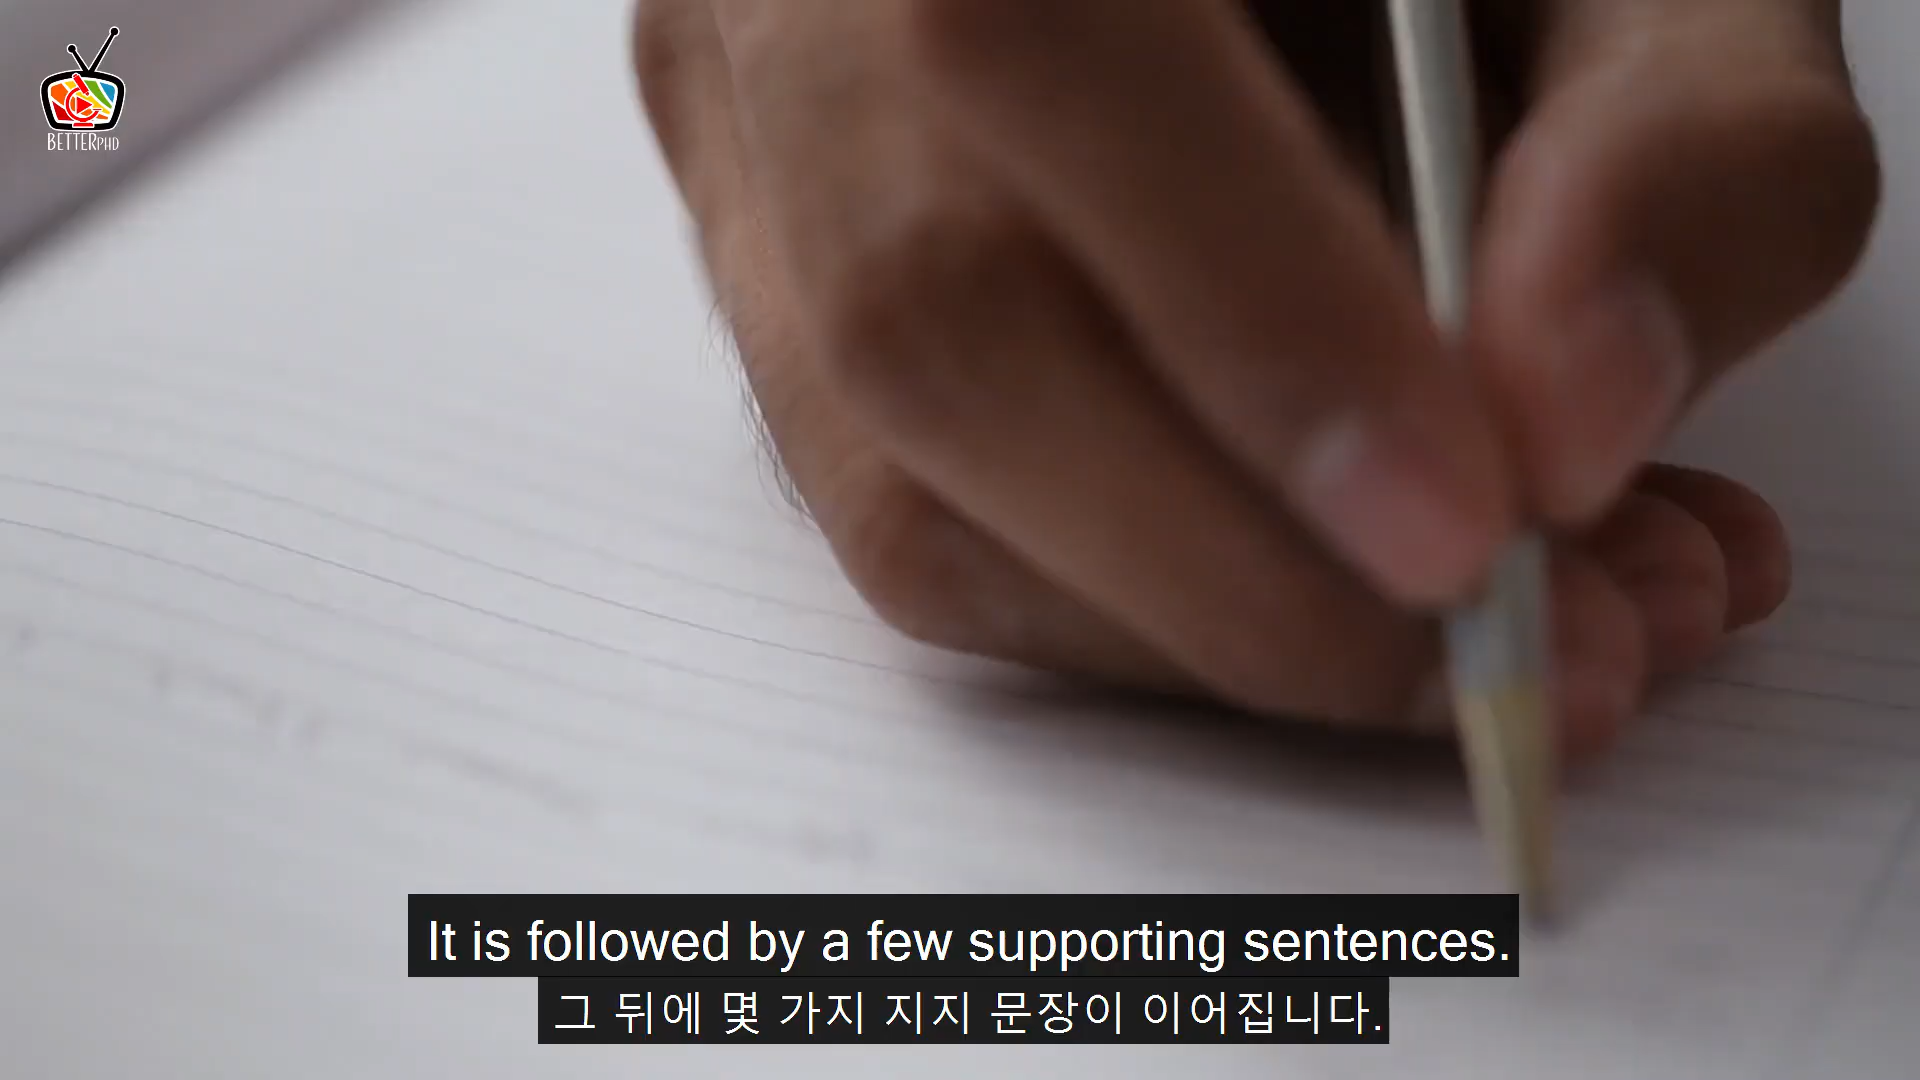 BETTERPHD
It is followed by a few supporting sentences.
그 뒤에 몇 가지 지지 문장이 이어집니다.